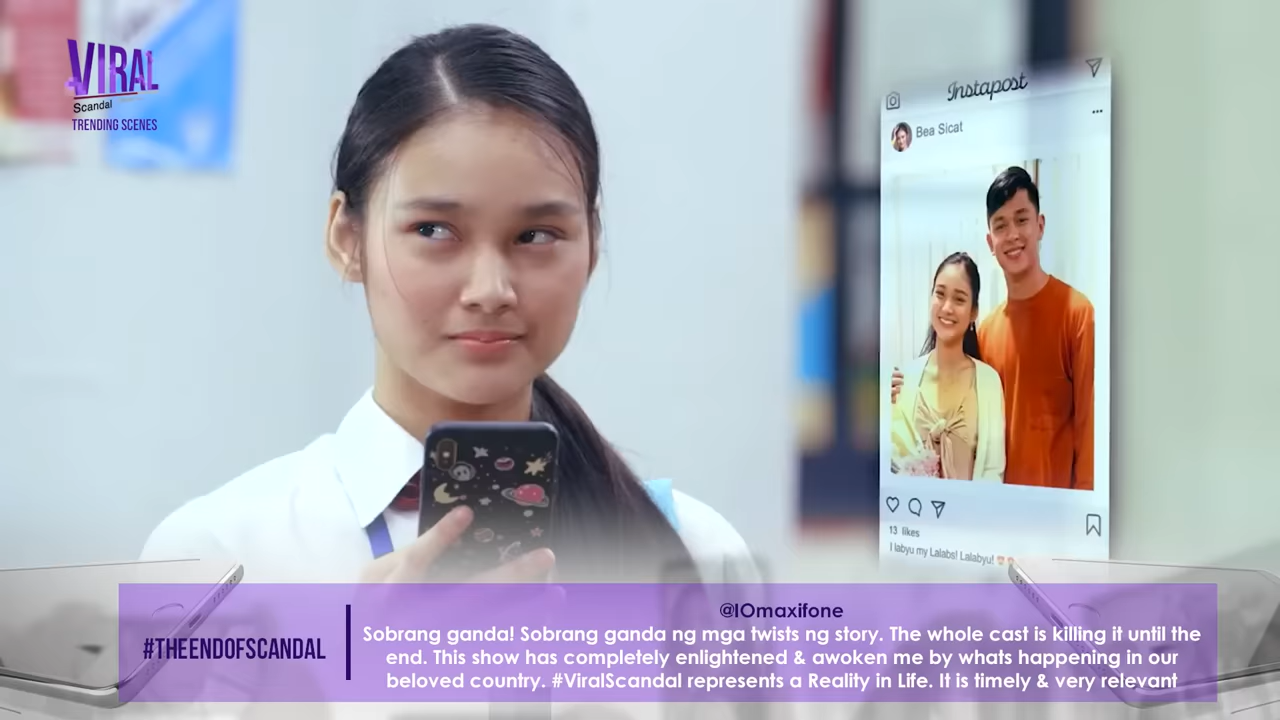 VIRAL
Scandal
TRENDING SCENES
Instapost
Bea Sicat
13 likes
I labyu my Lalabs! Lalabyu! 😍
#THEENDOFSCANDAL
@IOmaxifone
Sobrang ganda! Sobrang ganda ng mga twists ng story. The whole cast is killing it until the
end. This show has completely enlightened & awoken me by whats happening in our
beloved country. #ViralScandal represents a Reality in Life. It is timely & very relevant